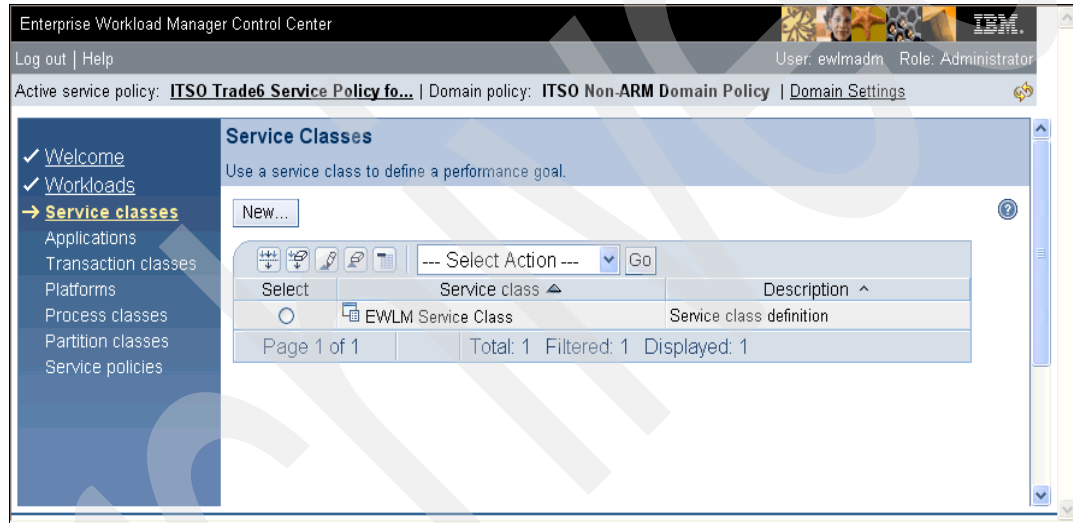 Enterprise Workload Manager Control Center IBM.
Log out | Help User: ewlmadm Role: Administrator
Active service policy: ITSO Trade6 Service Policy fo... | Domain policy: ITSO Non-ARM Domain Policy | Domain Settings
Welcome
Workloads
Service classes
Applications
Transaction classes
Platforms
Process classes
Partition classes
Service policies
Service Classes
Use a service class to define a performance goal.
New...
--- Select Action --- Go
Select Service class Description
EWLM Service Class Service class definition
Page 1 of 1 Total: 1 Filtered: 1 Displayed: 1